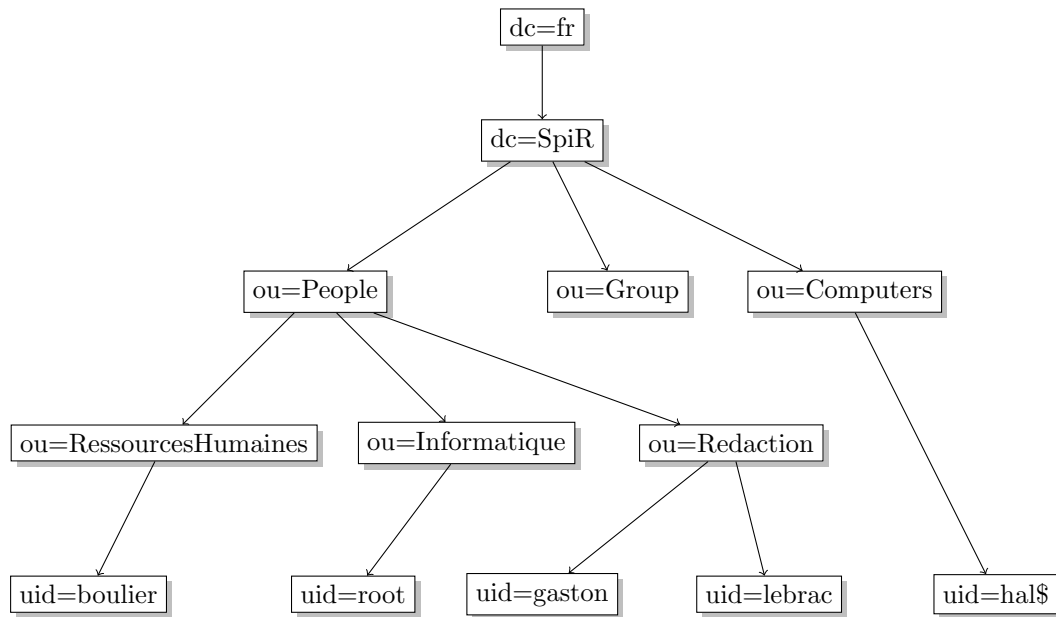 dc=fr
dc=SpiR
ou=People
ou=Group
ou=Computers
ou=RessourcesHumaines
ou=Informatique
ou=Redaction
uid=boulier
uid=root
uid=gaston
uid=lebrac
uid=hal$